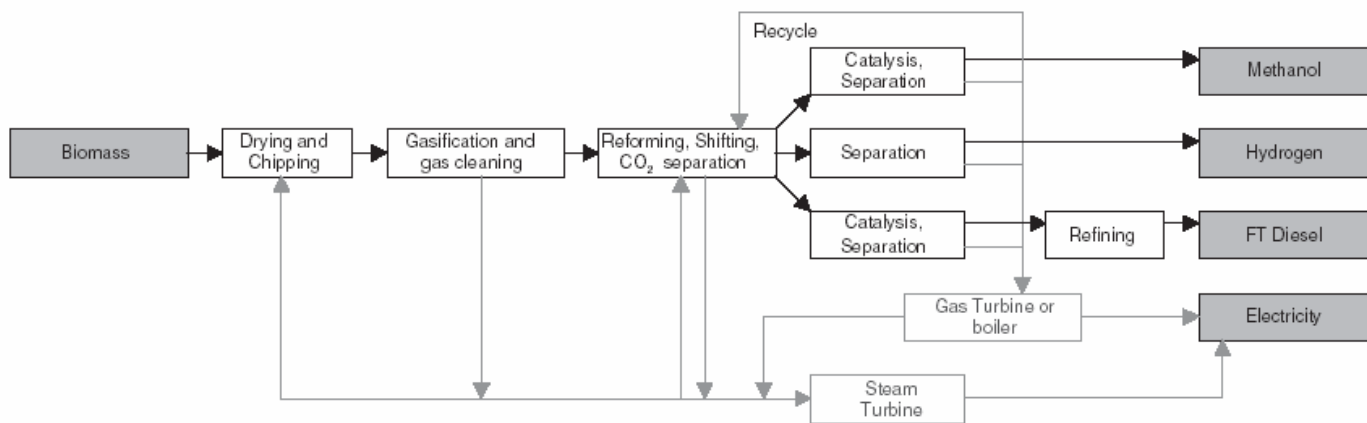 Recycle
Catalysis,
Separation
Methanol
Biomass
Drying and
Chipping
Gasification and
gas cleaning
Reforming, Shifting,
CO₂ separation
Separation
Hydrogen
Catalysis,
Separation
Refining
FT Diesel
Gas Turbine or
boiler
Electricity
Steam
Turbine